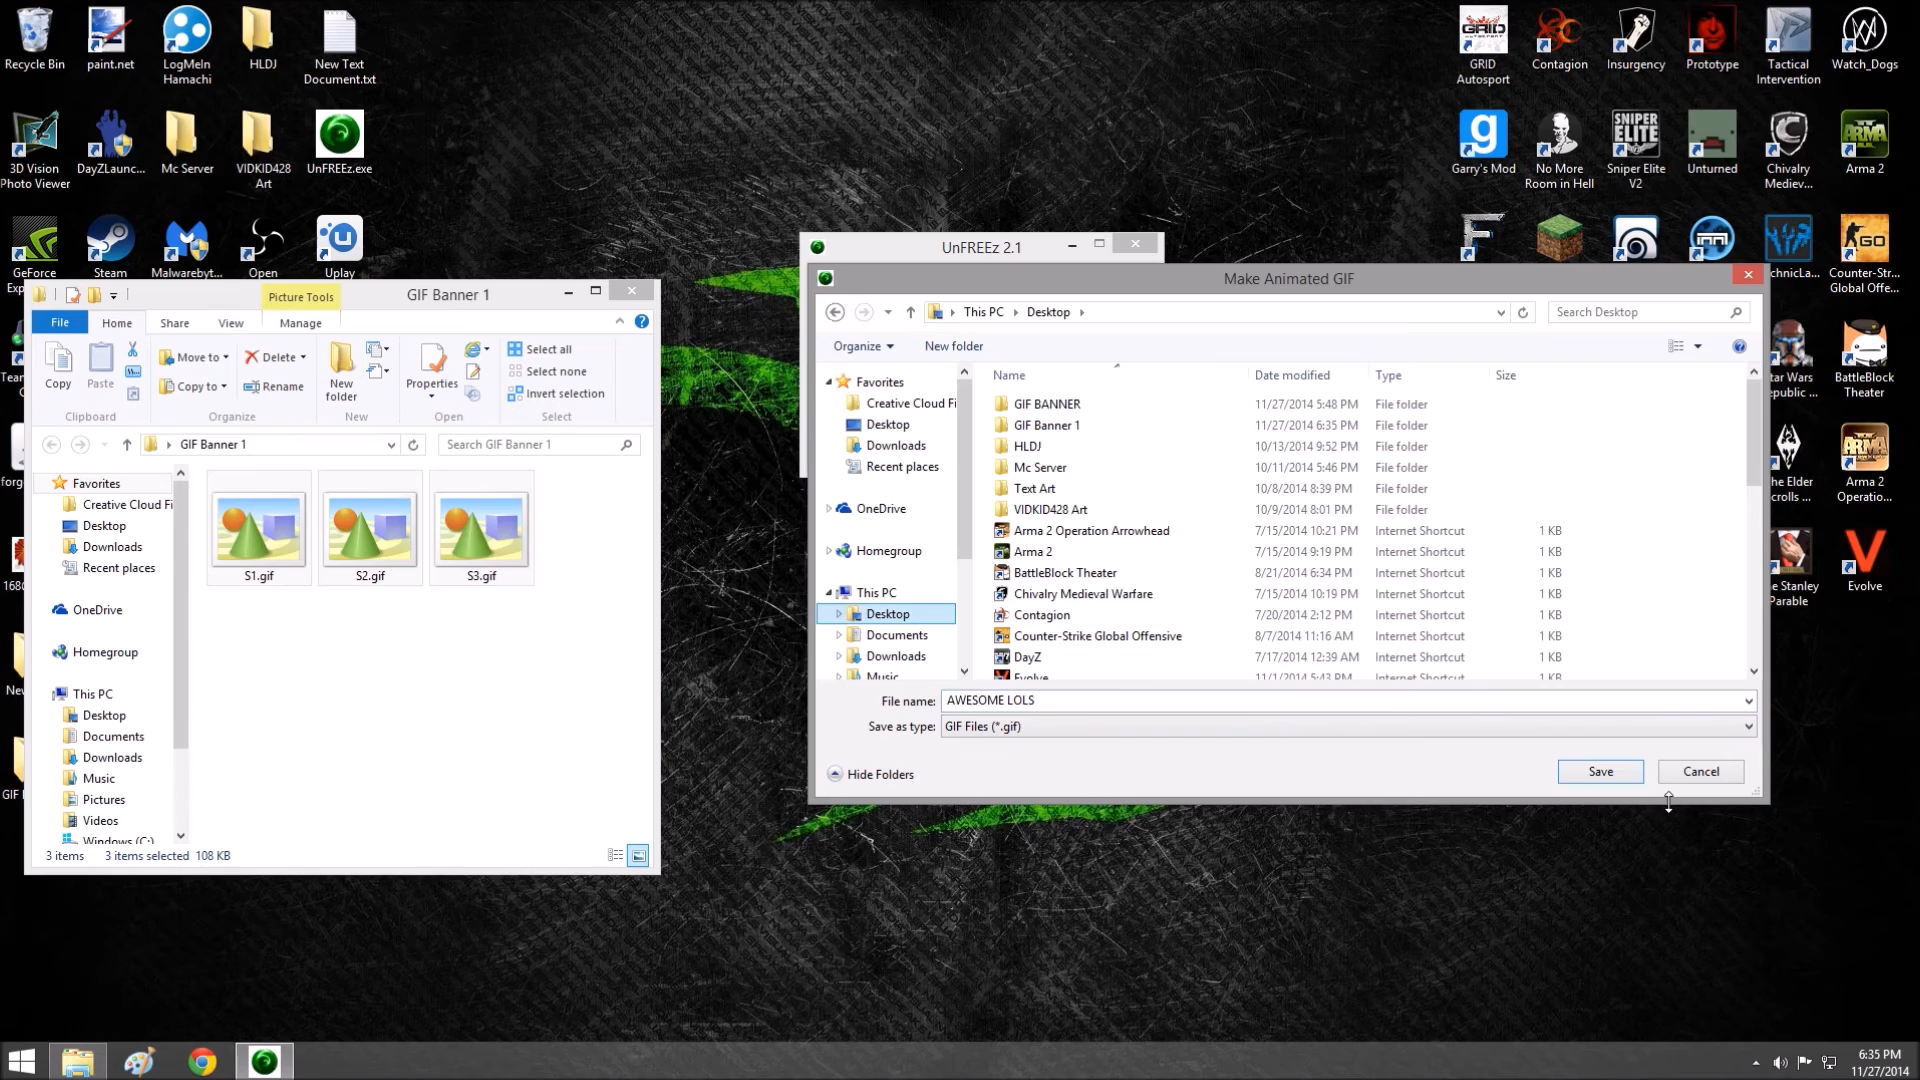 Recycle Bin
paint.net
LogMeIn
Hamachi
HLDJ
New Text
Document.txt
3D Vision
Photo Viewer
DayZLaunc...
Mc Server
VIDKID428
Art
UnFREEz.exe
GeForce
Steam
Malwarebyt...
Open
Uplay
GRID
Autosport
Contagion
Insurgency
Prototype
Tactical
Intervention
Watch_Dogs
Garry's Mod
No More
Room in Hell
Sniper Elite
V2
Unturned
Chivalry
Mediev...
Arma 2
Counter-Str...
Global Offe...
BattleBlock
Theater
Arma 2
Operatio...
Evolve
Picture Tools
GIF Banner 1
File
Home
Share
View
Manage
Copy
Paste
Move to
Copy to
Delete
Rename
New
folder
Properties
Select all
Select none
Invert selection
Clipboard
Organize
New
Open
Select
GIF Banner 1
Search GIF Banner 1
Favorites
Creative Cloud Fi
Desktop
Downloads
Recent places
OneDrive
Homegroup
This PC
Desktop
Documents
Downloads
Music
Pictures
Videos
Windows (C:)
S1.gif
S2.gif
S3.gif
3 items 3 items selected 108 KB
UnFREEz 2.1
Make Animated GIF
This PC
Desktop
Search Desktop
Organize
New folder
Favorites
Creative Cloud Fi
Desktop
Downloads
Recent places
OneDrive
Homegroup
This PC
Desktop
Documents
Downloads
Music
Name Date modified Type Size
GIF BANNER 11/27/2014 5:48 PM File folder
GIF Banner 1 11/27/2014 6:35 PM File folder
HLDJ 10/13/2014 9:52 PM File folder
Mc Server 10/11/2014 5:46 PM File folder
Text Art 10/8/2014 8:39 PM File folder
VIDKID428 Art 10/9/2014 8:01 PM File folder
Arma 2 Operation Arrowhead 7/15/2014 10:21 PM Internet Shortcut 1 KB
Arma 2 7/15/2014 9:19 PM Internet Shortcut 1 KB
BattleBlock Theater 8/21/2014 6:34 PM Internet Shortcut 1 KB
Chivalry Medieval Warfare 7/15/2014 10:19 PM Internet Shortcut 1 KB
Contagion 7/20/2014 2:12 PM Internet Shortcut 1 KB
Counter-Strike Global Offensive 8/7/2014 11:16 AM Internet Shortcut 1 KB
DayZ 7/17/2014 12:39 AM Internet Shortcut 1 KB
Evolve 11/1/2014 5:43 PM Internet Shortcut 1 KB
File name: AWESOME LOLS
Save as type: GIF Files (*.gif)
Hide Folders
Save
Cancel
6:35 PM
11/27/2014